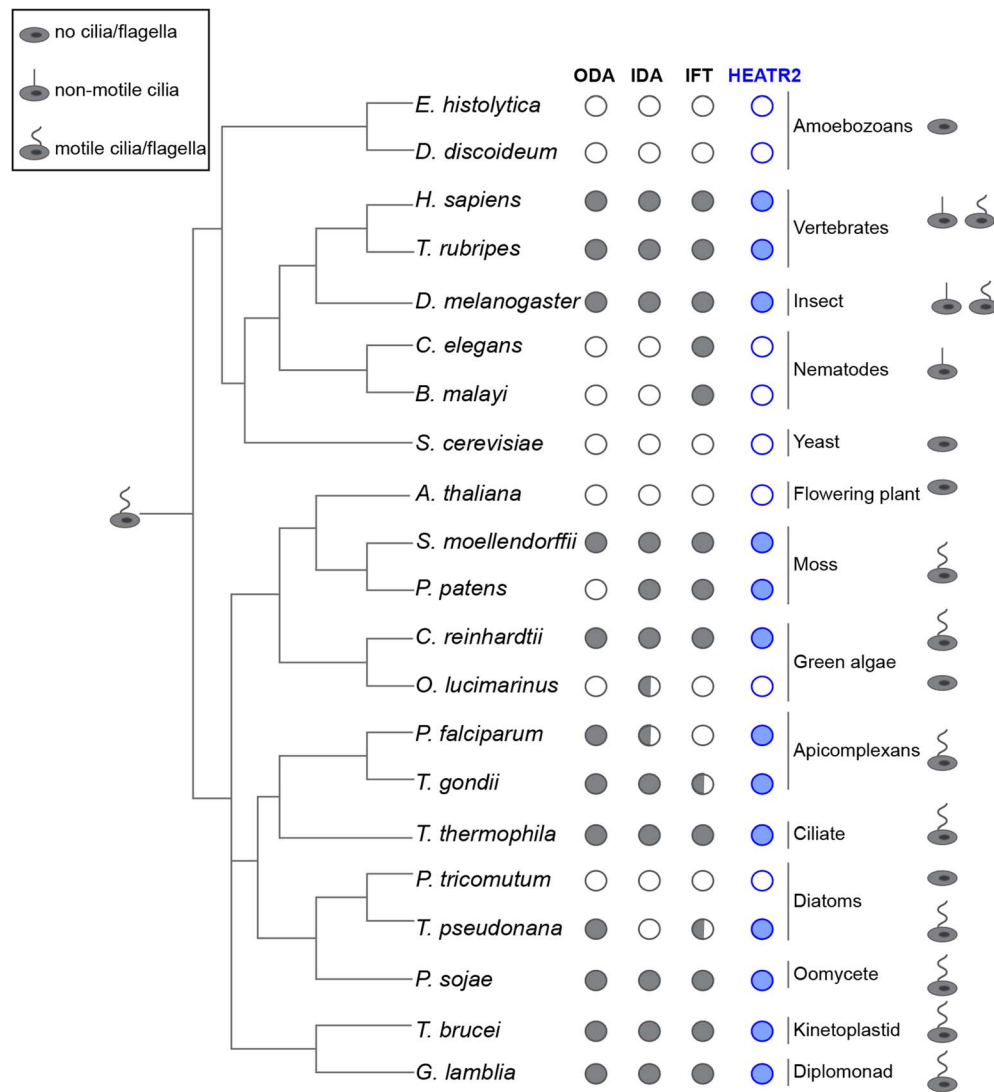 no cilia/flagella
non-motile cilia
motile cilia/flagella
ODA IDA IFT HEATR2
E. histolytica
D. discoideum
Amoebozoans
H. sapiens
T. rubripes
Vertebrates
D. melanogaster
Insect
C. elegans
B. malayi
Nematodes
S. cerevisiae
Yeast
A. thaliana
Flowering plant
S. moellendorffii
P. patens
Moss
C. reinhardtii
O. lucimarinus
Green algae
P. falciparum
T. gondii
Apicomplexans
T. thermophila
Ciliate
P. tricomutum
T. pseudonana
Diatoms
P. sojae
Oomycete
T. brucei
Kinetoplastid
G. lamblia
Diplomonad